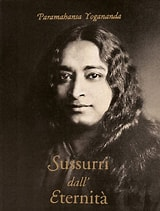 Paramahansa Yogananda
Sussurri
dall'
Eternità